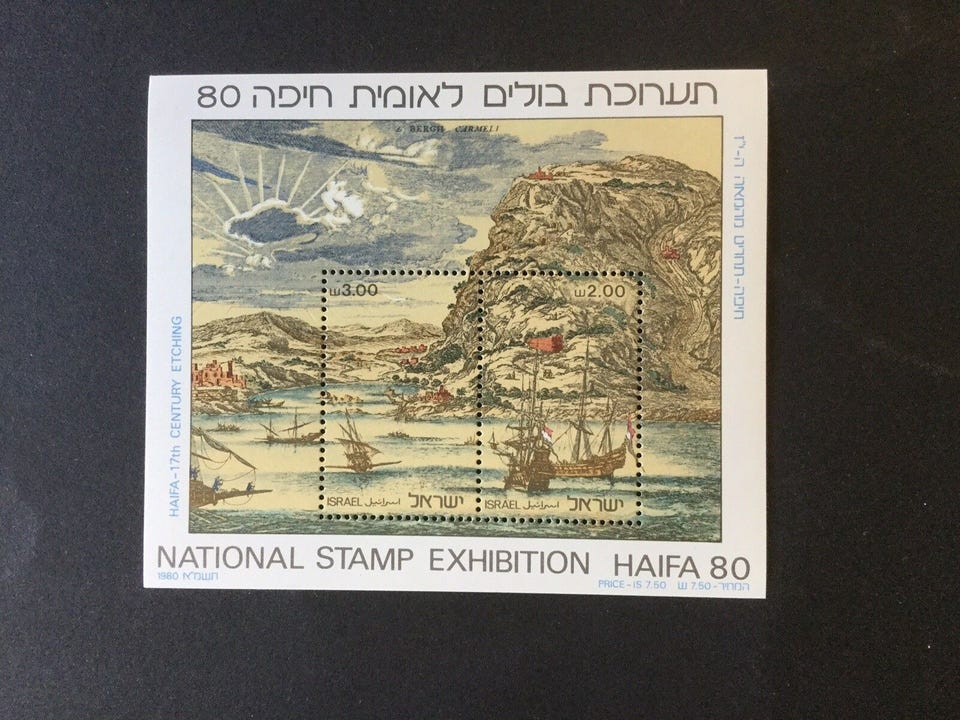 תערוכת בולים לאומית חיפה 80
BERGH CARMELI
HAIFA-17th CENTURY ETCHING
ש 3.00
ש 2.00
ISRAEL اسرائيل ישראל
ISRAEL اسرائيل ישראל
NATIONAL STAMP EXHIBITION HAIFA 80
1980 תשמ"א
PRICE-IS 7.50 ש 7.50-המחיר